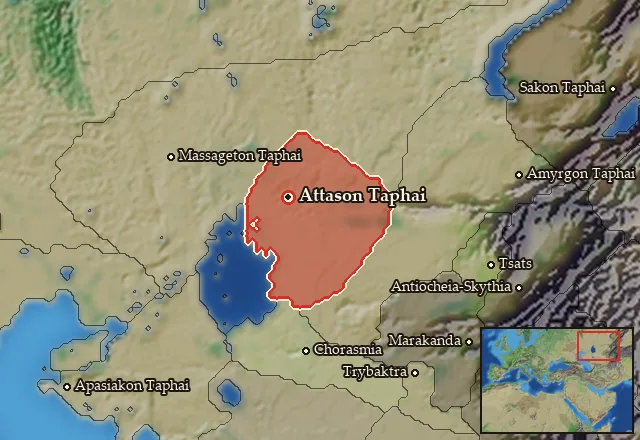 Sakon Taphai
Massageton Taphai
Amyrgon Taphai
Attason Taphai
Tsats
Antiocheia-Skythia
Marakanda
Chorasmia
Trybaktra
Apasiakon Taphai